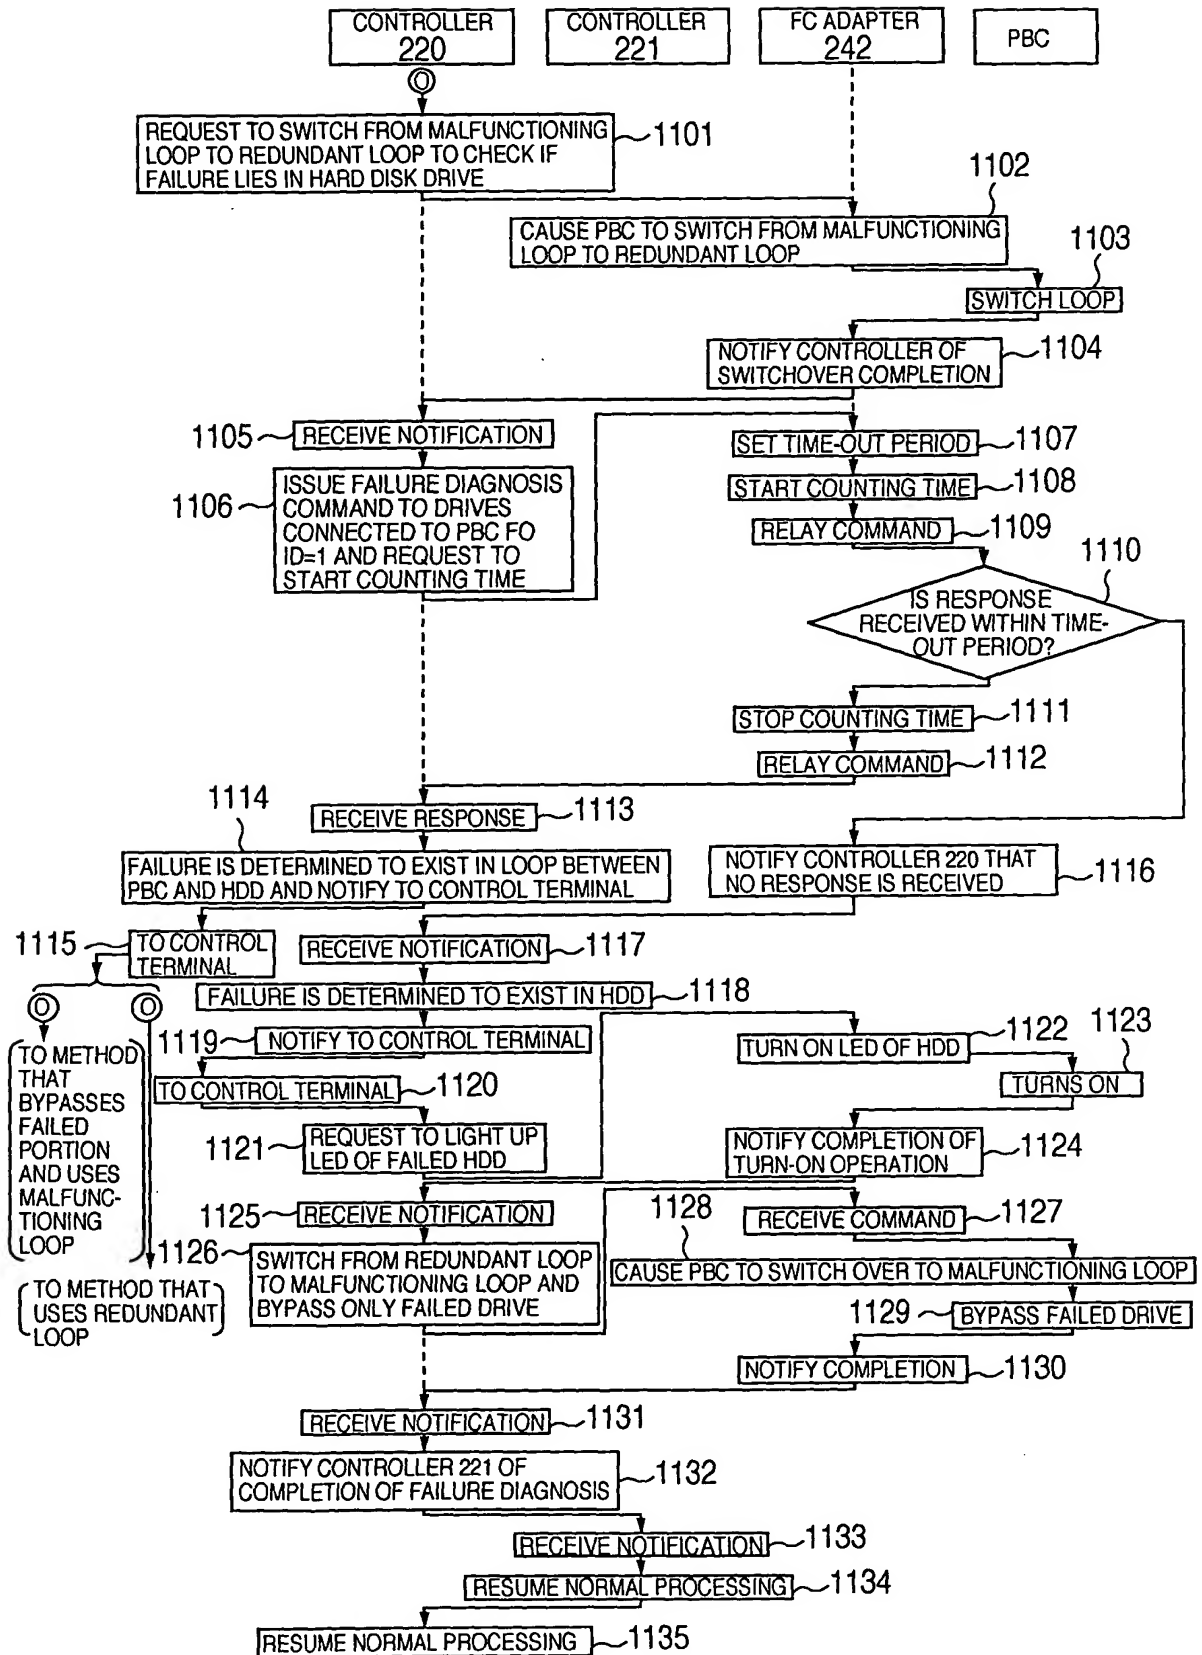 CONTROLLER
220
CONTROLLER
221
FC ADAPTER
242
PBC
REQUEST TO SWITCH FROM MALFUNCTIONING
LOOP TO REDUNDANT LOOP TO CHECK IF
FAILURE LIES IN HARD DISK DRIVE
1101
1102
CAUSE PBC TO SWITCH FROM MALFUNCTIONING
LOOP TO REDUNDANT LOOP
1103
SWITCH LOOP
NOTIFY CONTROLLER OF
SWITCHOVER COMPLETION
1104
1105
RECEIVE NOTIFICATION
SET TIME-OUT PERIOD
1107
1106
ISSUE FAILURE DIAGNOSIS
COMMAND TO DRIVES
CONNECTED TO PBC FO
ID=1 AND REQUEST TO
START COUNTING TIME
START COUNTING TIME
1108
RELAY COMMAND
1109
1110
IS RESPONSE
RECEIVED WITHIN TIME-
OUT PERIOD?
STOP COUNTING TIME
1111
RELAY COMMAND
1112
1114
RECEIVE RESPONSE
1113
FAILURE IS DETERMINED TO EXIST IN LOOP BETWEEN
PBC AND HDD AND NOTIFY TO CONTROL TERMINAL
NOTIFY CONTROLLER 220 THAT
NO RESPONSE IS RECEIVED
1116
1115
TO CONTROL
TERMINAL
RECEIVE NOTIFICATION
1117
FAILURE IS DETERMINED TO EXIST IN HDD
1118
1119
NOTIFY TO CONTROL TERMINAL
TURN ON LED OF HDD
1122
1123
TO METHOD
THAT
BYPASSES
FAILED
PORTION
AND USES
MALFUNC-
TIONING
LOOP
TO CONTROL TERMINAL
1120
TURNS ON
1121
REQUEST TO LIGHT UP
LED OF FAILED HDD
NOTIFY COMPLETION OF
TURN-ON OPERATION
1124
1125
RECEIVE NOTIFICATION
1128
RECEIVE COMMAND
1127
1126
SWITCH FROM REDUNDANT LOOP
TO MALFUNCTIONING LOOP AND
BYPASS ONLY FAILED DRIVE
CAUSE PBC TO SWITCH OVER TO MALFUNCTIONING LOOP
TO METHOD THAT
USES REDUNDANT
LOOP
1129
BYPASS FAILED DRIVE
NOTIFY COMPLETION
1130
RECEIVE NOTIFICATION
1131
NOTIFY CONTROLLER 221 OF
COMPLETION OF FAILURE DIAGNOSIS
1132
RECEIVE NOTIFICATION
1133
RESUME NORMAL PROCESSING
1134
RESUME NORMAL PROCESSING
1135